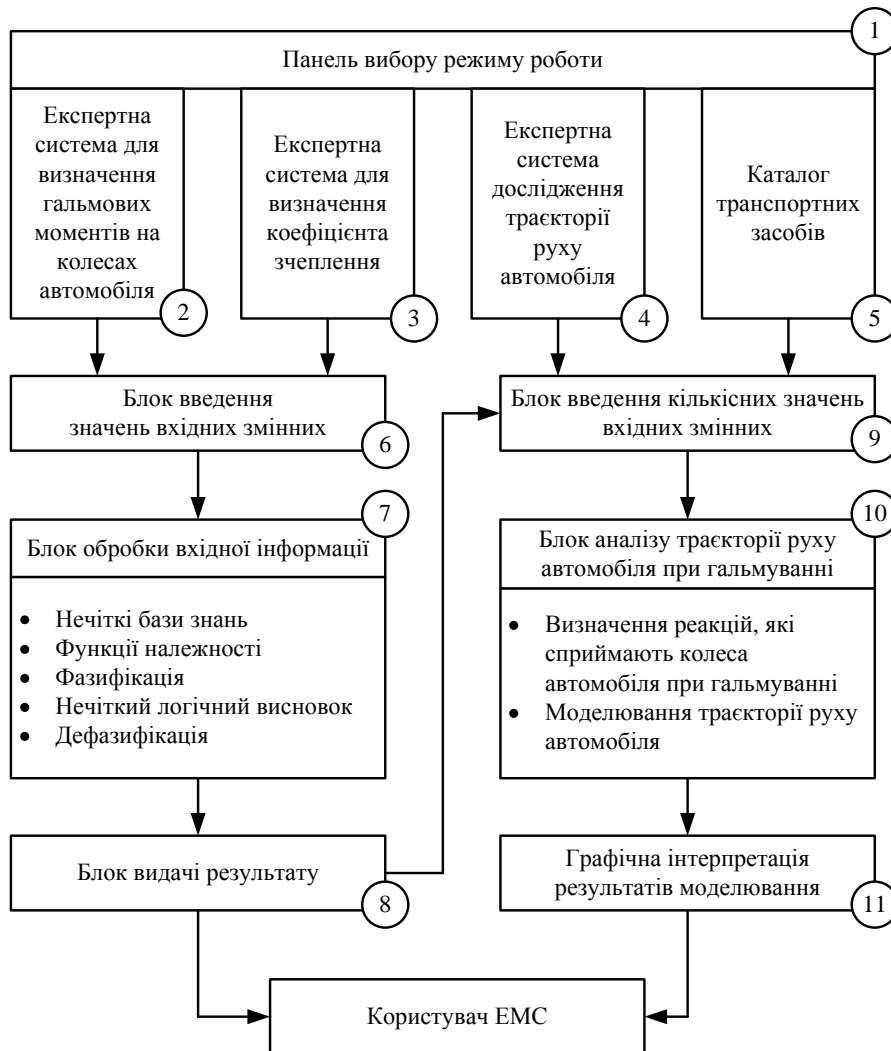 1
Панель вибору режиму роботи
Експертна
система для
визначення
гальмових
моментів на
колесах
автомобіля
2
Експертна
система для
визначення
коефіцієнта
зчеплення
3
Експертна
система
дослідження
траєкторії
руху
автомобіля
4
Каталог
транспортних
засобів
5
Блок введення
значень вхідних змінних
6
Блок введення кількісних значень
вхідних змінних
9
7
Блок обробки вхідної інформації
• Нечіткі бази знань
• Функції належності
• Фазифікація
• Нечіткий логічний висновок
• Дефазифікація
10
Блок аналізу траєкторії руху
автомобіля при гальмуванні
• Визначення реакцій, які
сприймають колеса
автомобіля при гальмуванні
• Моделювання траєкторії руху
автомобіля
Блок видачі результату
8
Графічна інтерпретація
результатів моделювання
11
Користувач ЕМС